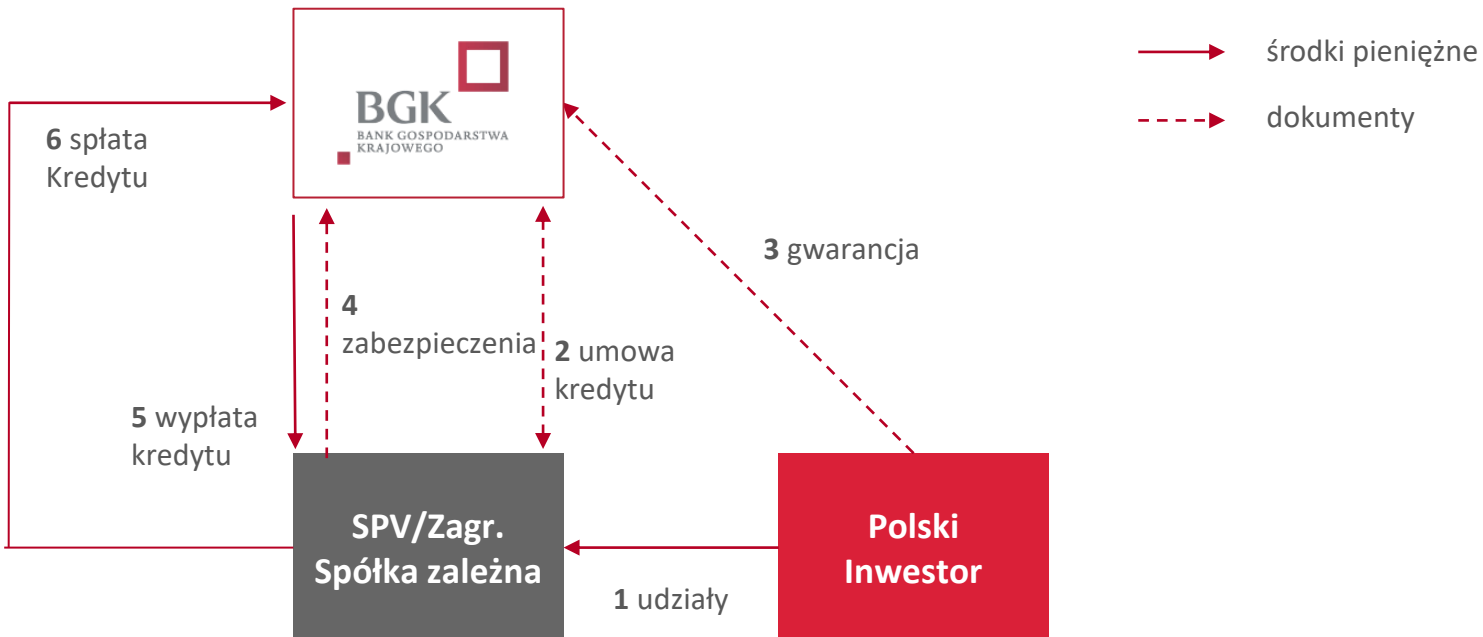 BGK
BANK GOSPODARSTWA
KRAJOWEGO
środki pieniężne
dokumenty
6 spłata
Kredytu
3 gwarancja
4
zabezpieczenia
2 umowa
kredytu
5 wypłata
kredytu
SPV/Zagr.
Spółka zależna
Polski
Inwestor
1 udziały